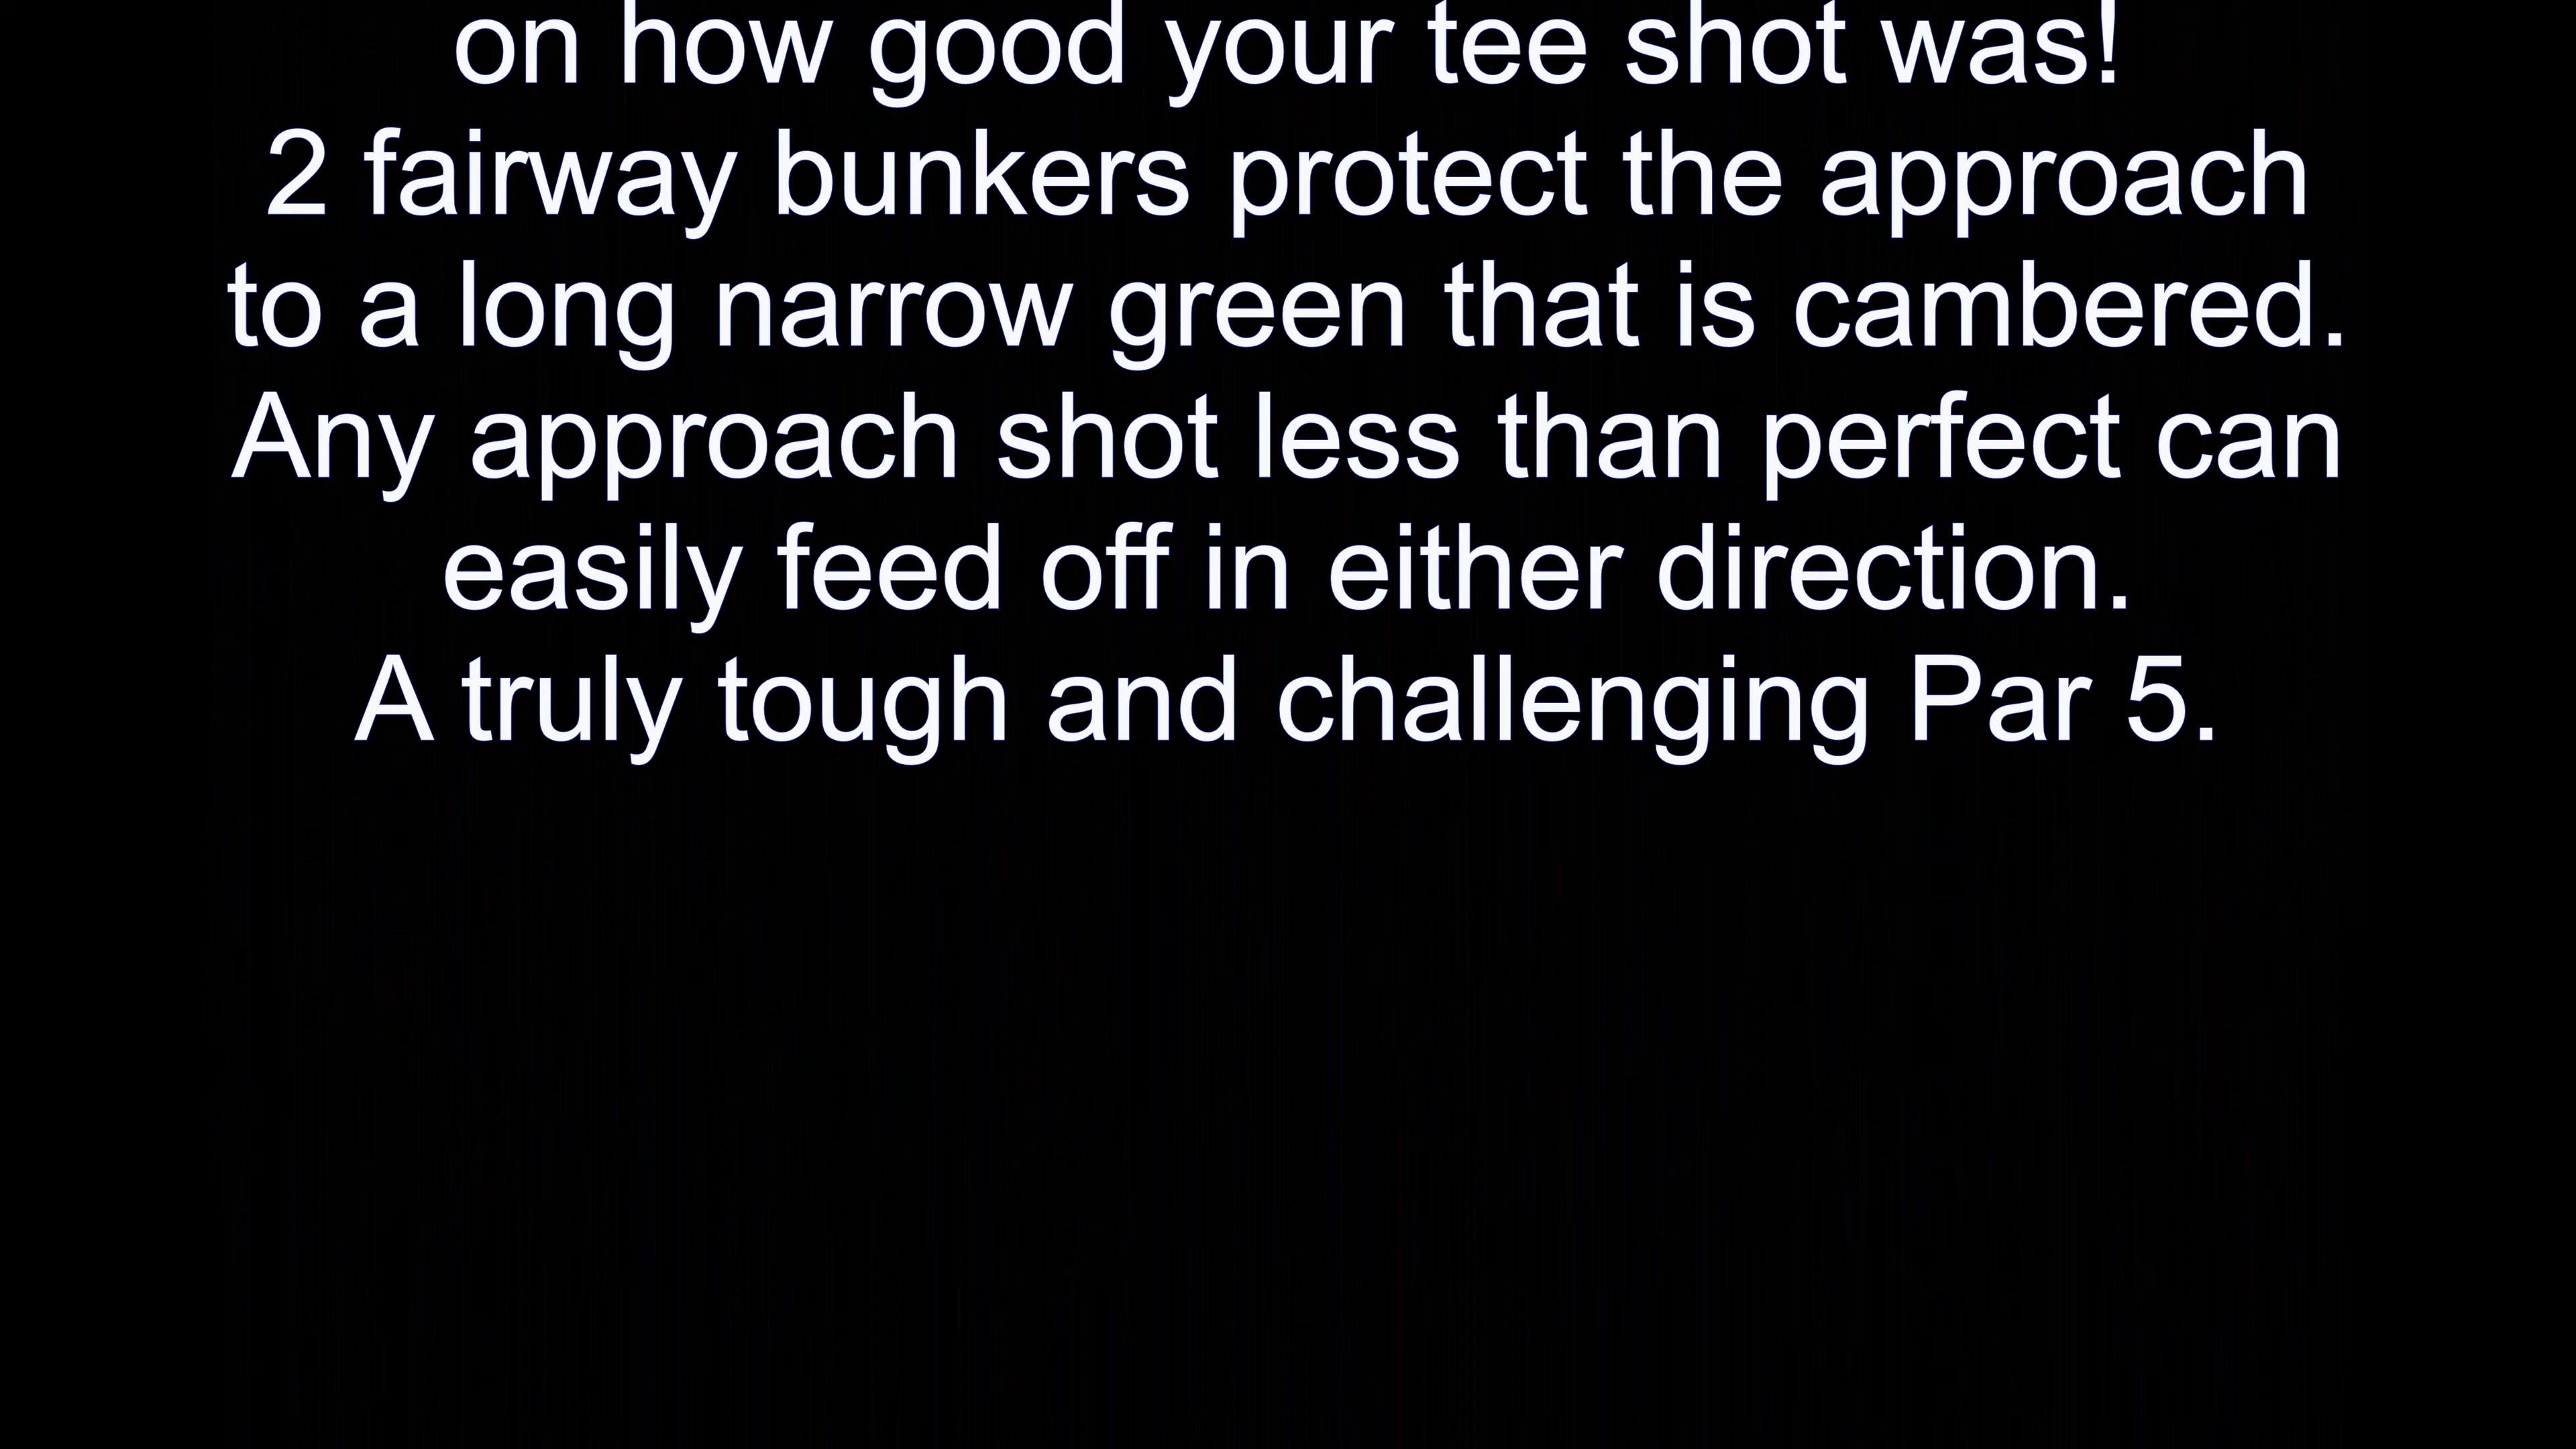 on how good your tee shot was!
2 fairway bunkers protect the approach
to a long narrow green that is cambered.
Any approach shot less than perfect can
easily feed off in either direction.
A truly tough and challenging Par 5.